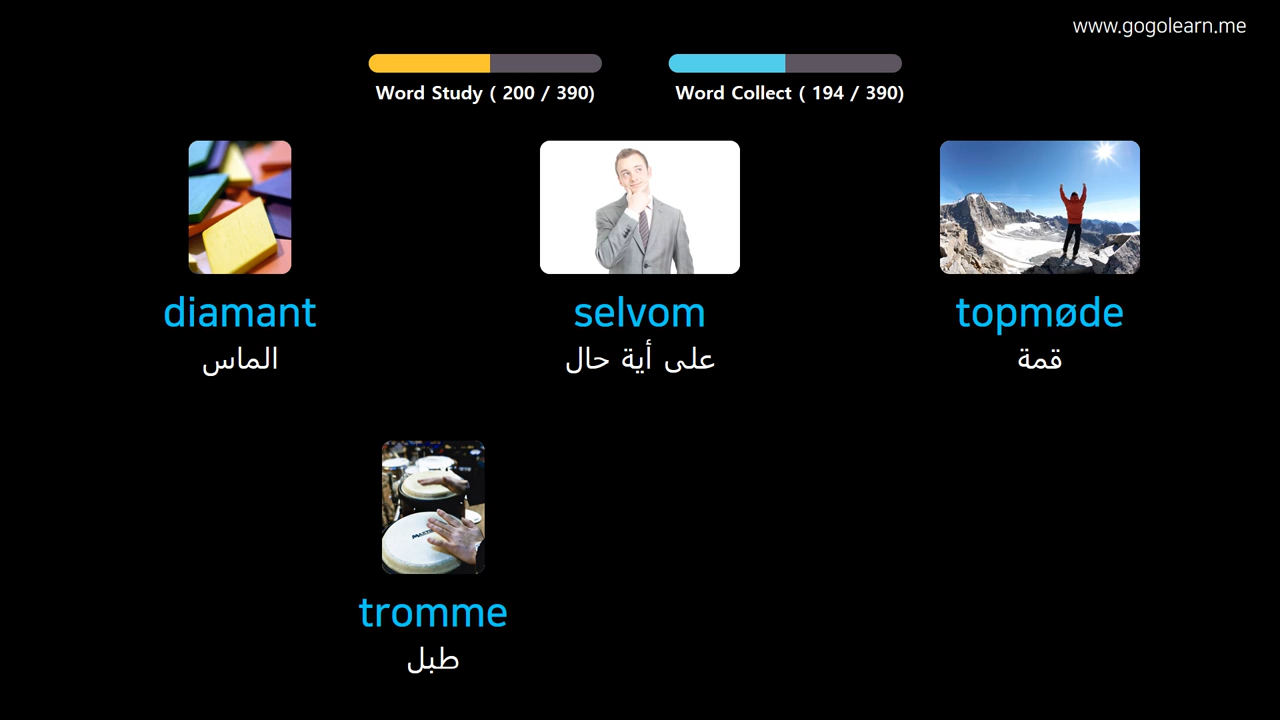 www.gogolearn.me
Word Study ( 200 / 390)
Word Collect ( 194 / 390)
diamant
الماس
selvom
على أية حال
topmøde
قمة
tromme
طبل